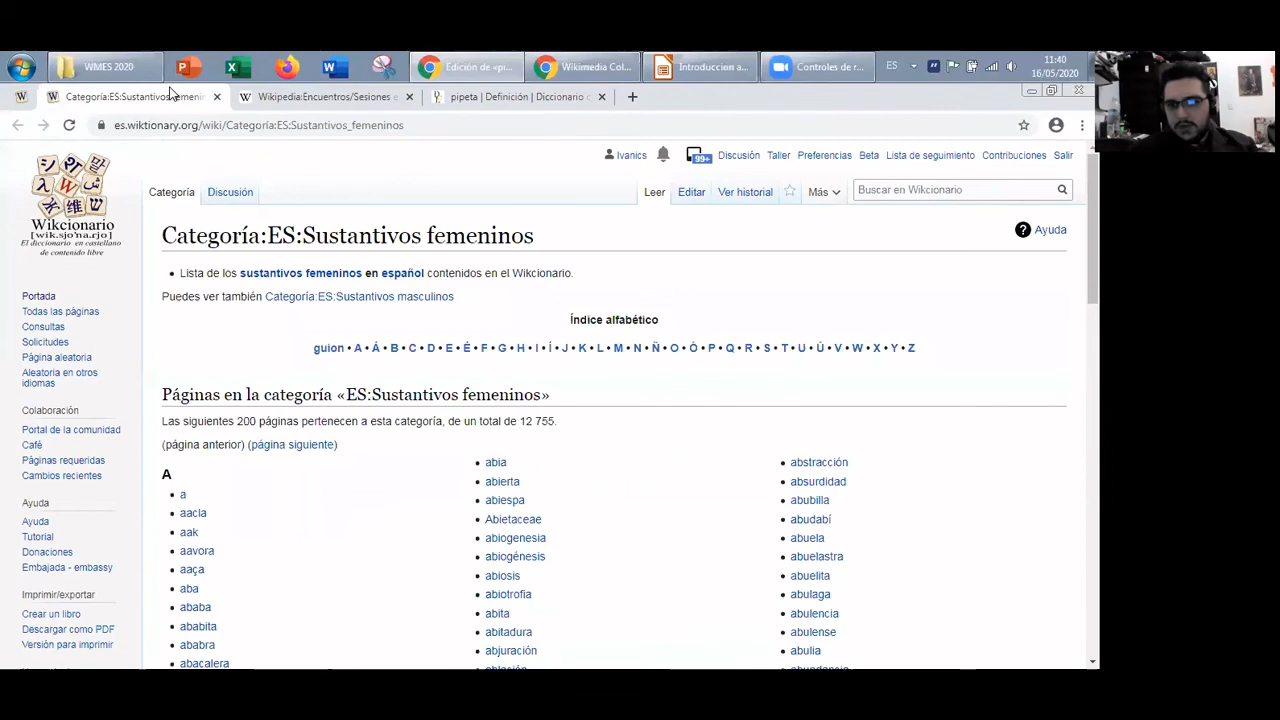 WMES 2020
Edición de «pi...
Wikimedia Col...
Introduccion a...
Controles de r...
ES
11:40
16/05/2020
Categoría:ES:Sustantivos femenin
Wikipedia:Encuentros/Sesiones e
pipeta | Definición | Diccionario d
es.wiktionary.org/wiki/Categoría:ES:Sustantivos_femeninos
Ivanics
99+
Discusión Taller Preferencias Beta Lista de seguimiento Contribuciones Salir
Categoría Discusión
Leer Editar Ver historial Más
Buscar en Wikcionario
Wikcionario
[wik.sjo'na.rjo]
El diccionario en castellano
de contenido libre
Portada
Todas las páginas
Consultas
Solicitudes
Página aleatoria
Aleatoria en otros
idiomas
Colaboración
Portal de la comunidad
Café
Páginas requeridas
Cambios recientes
Ayuda
Ayuda
Tutorial
Donaciones
Embajada - embassy
Imprimir/exportar
Crear un libro
Descargar como PDF
Versión para imprimir
Categoría:ES:Sustantivos femeninos
Ayuda
• Lista de los sustantivos femeninos en español contenidos en el Wikcionario.
Puedes ver también Categoría:ES:Sustantivos masculinos
Índice alfabético
guion • A • Á • B • C • D • E • É • F • G • H • I • Í • J • K • L • M • N • Ñ • O • Ó • P • Q • R • S • T • U • Ú • V • W • X • Y • Z
Páginas en la categoría «ES:Sustantivos femeninos»
Las siguientes 200 páginas pertenecen a esta categoría, de un total de 12 755.
(página anterior) (página siguiente)
A
• a
• aacla
• aak
• aavora
• aaça
• aba
• ababa
• ababita
• ababra
• abacalera
• abia
• abierta
• abiespa
• Abietaceae
• abiogenesia
• abiogénesis
• abiosis
• abiotrofia
• abita
• abitadura
• abjuración
• ablación
• abstracción
• absurdidad
• abubilla
• abudabí
• abuela
• abuelastra
• abuelita
• abulaga
• abulencia
• abulense
• abulia
• abundancia